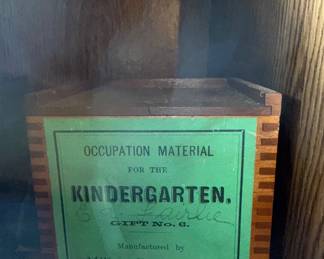 OCCUPATION MATERIAL
FOR THE
KINDERGARTEN.
GIFT No. 6.
Manufactured by